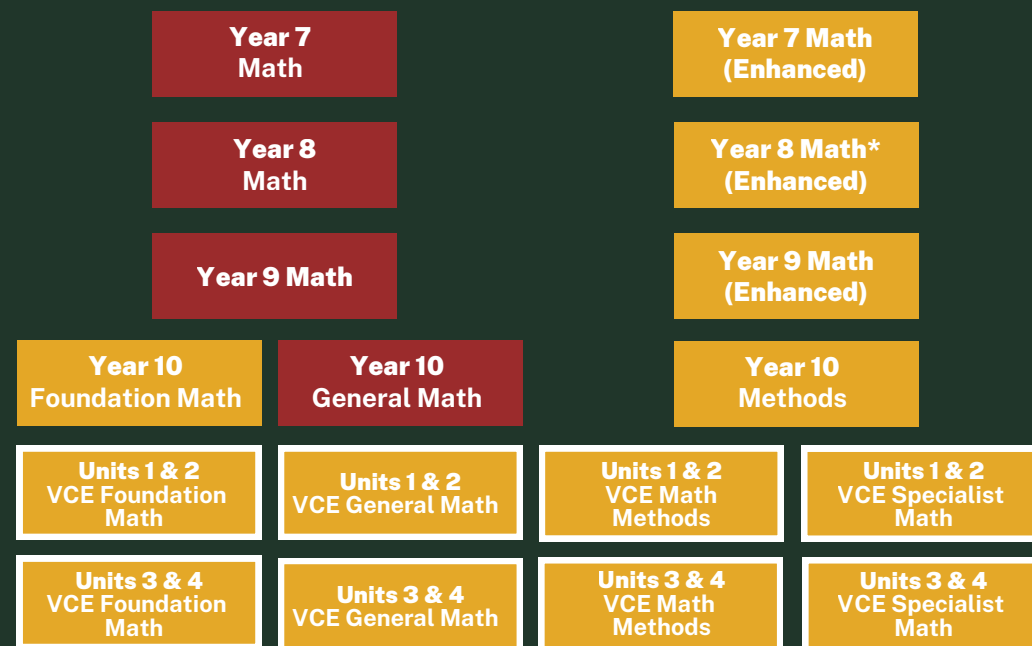 Year 7
Math
Year 7 Math
(Enhanced)
Year 8
Math
Year 8 Math*
(Enhanced)
Year 9 Math
Year 9 Math
(Enhanced)
Year 10
Foundation Math
Year 10
General Math
Year 10
Methods
Units 1 & 2
VCE Foundation
Math
Units 1 & 2
VCE General Math
Units 1 & 2
VCE Math
Methods
Units 1 & 2
VCE Specialist
Math
Units 3 & 4
VCE Foundation
Math
Units 3 & 4
VCE General Math
Units 3 & 4
VCE Math
Methods
Units 3 & 4
VCE Specialist
Math